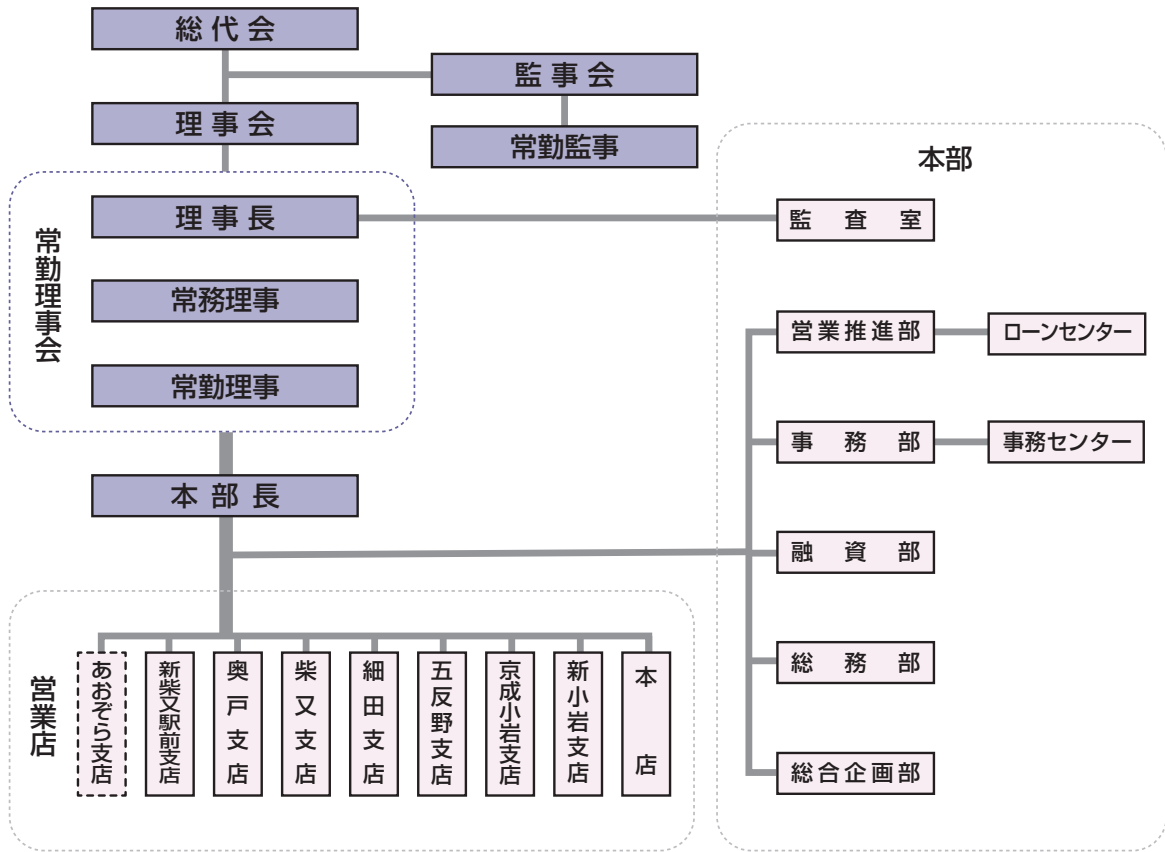 総代会
監事会
理事会
常勤監事
本部
理事長
監査室
常勤理事会
常務理事
営業推進部
ローンセンター
常勤理事
事務部
事務センター
本部長
融資部
営業店
あおぞら支店
新柴又駅前支店
奥戸支店
柴又支店
細田支店
五反野支店
京成小岩支店
新小岩支店
本店
総務部
総合企画部